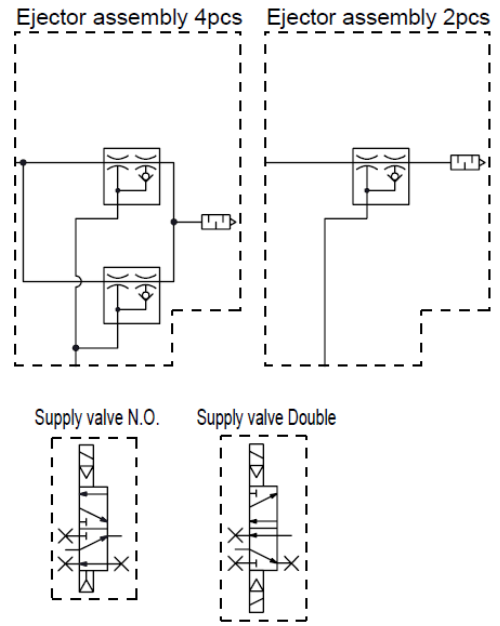 Ejector assembly 4pcs
Ejector assembly 2pcs
Supply valve N.O.
Supply valve Double